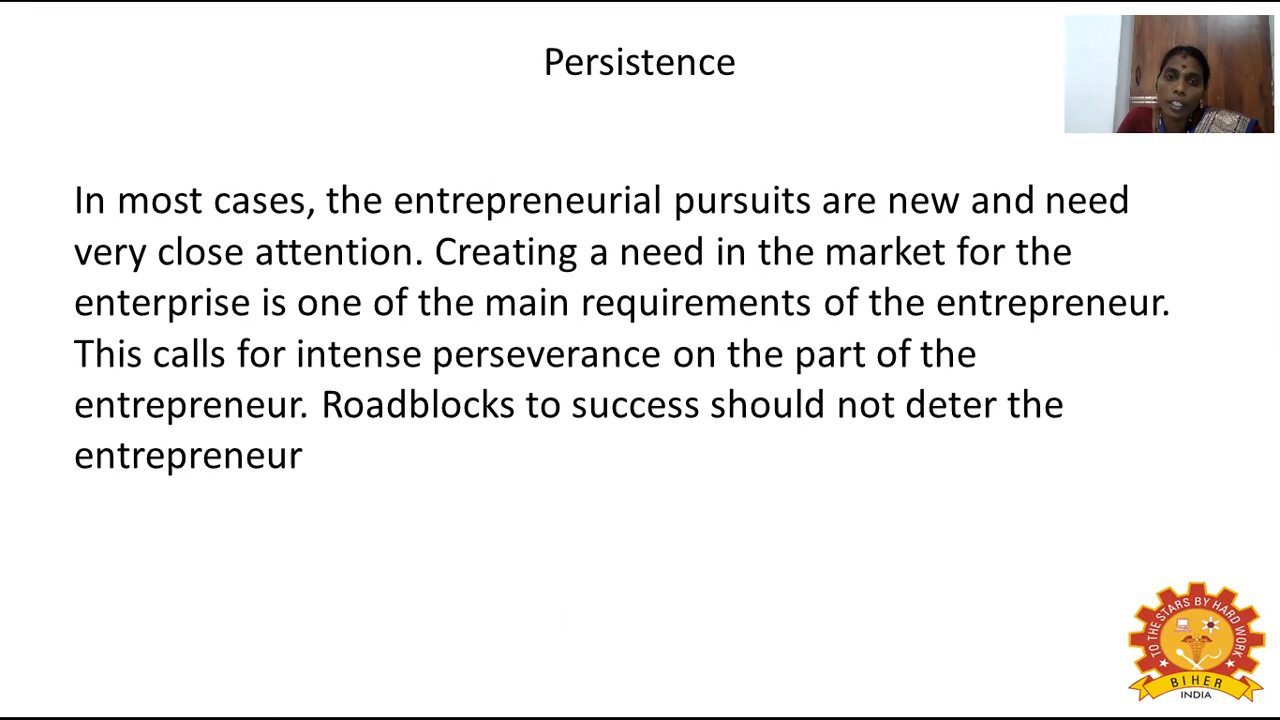 Persistence
In most cases, the entrepreneurial pursuits are new and need
very close attention. Creating a need in the market for the
enterprise is one of the main requirements of the entrepreneur.
This calls for intense perseverance on the part of the
entrepreneur. Roadblocks to success should not deter the
entrepreneur
TO THE STARS BY HARD WORK
BIHER
INDIA